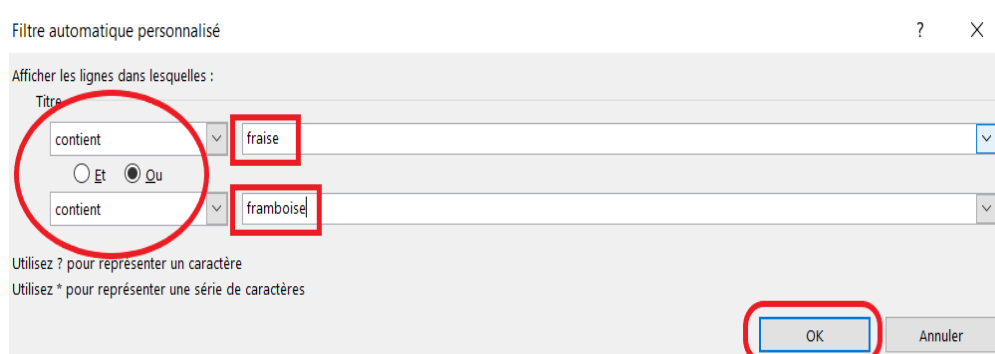 Filtre automatique personnalisé ? X
Afficher les lignes dans lesquelles :
Titre
contient fraise
Et Ou
contient framboise
Utilisez ? pour représenter un caractère
Utilisez * pour représenter une série de caractères
OK Annuler